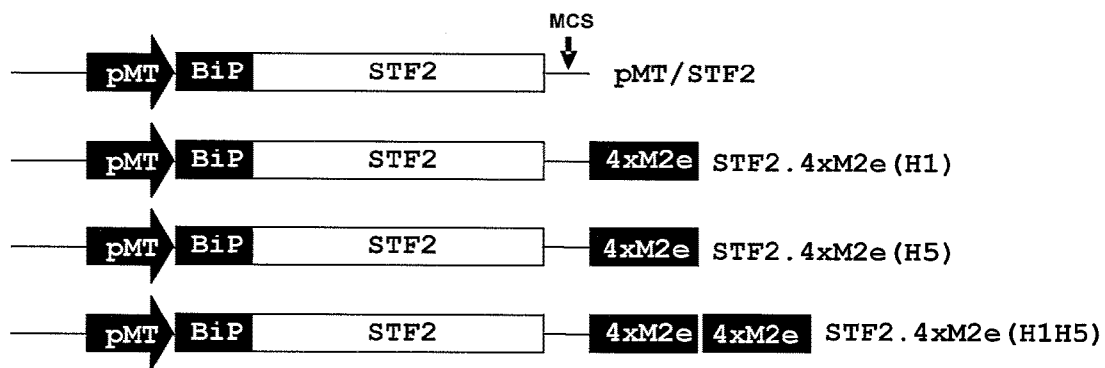 MCS
pMT BiP STF2 pMT/STF2
pMT BiP STF2 4xM2e STF2.4xM2e(H1)
pMT BiP STF2 4xM2e STF2.4xM2e(H5)
pMT BiP STF2 4xM2e 4xM2e STF2.4xM2e(H1H5)